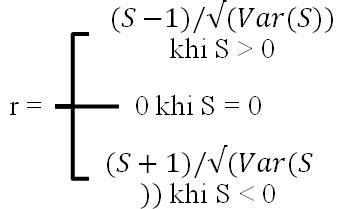 (S−1)/√(Var(S))
khi S > 0
r = 0 khi S = 0
(S + 1)/√(Var(S
)) khi S < 0